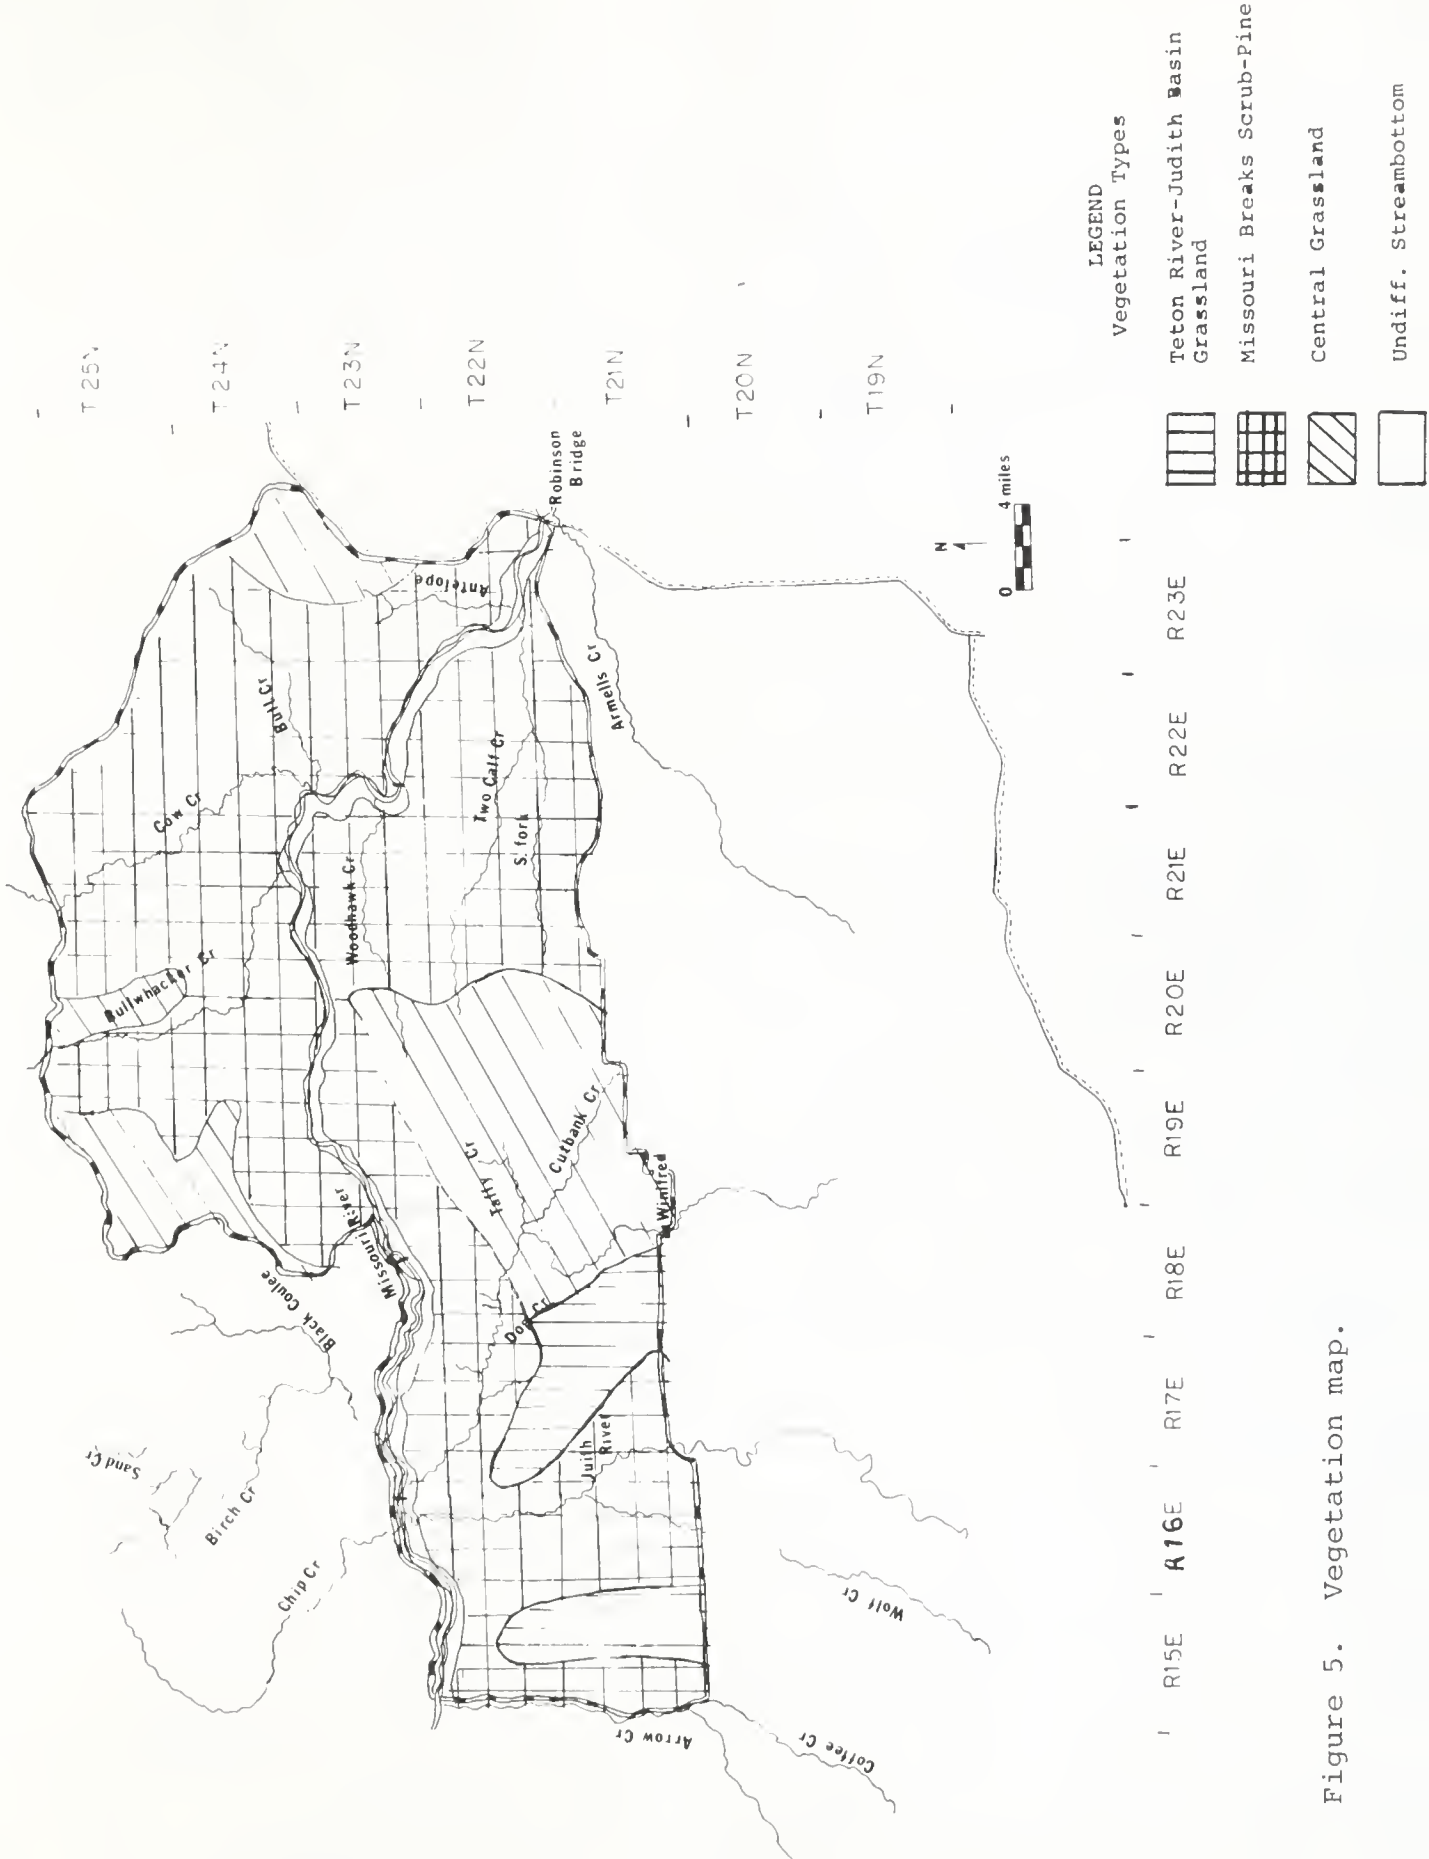 T25N
T24N
T23N
T22N
T21N
T20N
T19N
Sand Cr
Birch Cr
Chip Cr
Black Coulee
Missouri River
Bullwhacker Cr
Cow Cr
Bull Cr
Antelope
Woodhawk Cr
Two Calf Cr
S. fork
Armells Cr
Robinson
Bridge
Taffy Cr
Cutbank Cr
Dog Cr
Winifred
Juith
River
Arrow Cr
Coffee Cr
Wolf Cr
N
0 4 miles
R15E R16E R17E R18E R19E R20E R21E R22E R23E
LEGEND
Vegetation Types
Teton River-Judith Basin
Grassland
Missouri Breaks Scrub-Pine
Central Grassland
Undiff. Streambottom
Figure 5. Vegetation map.